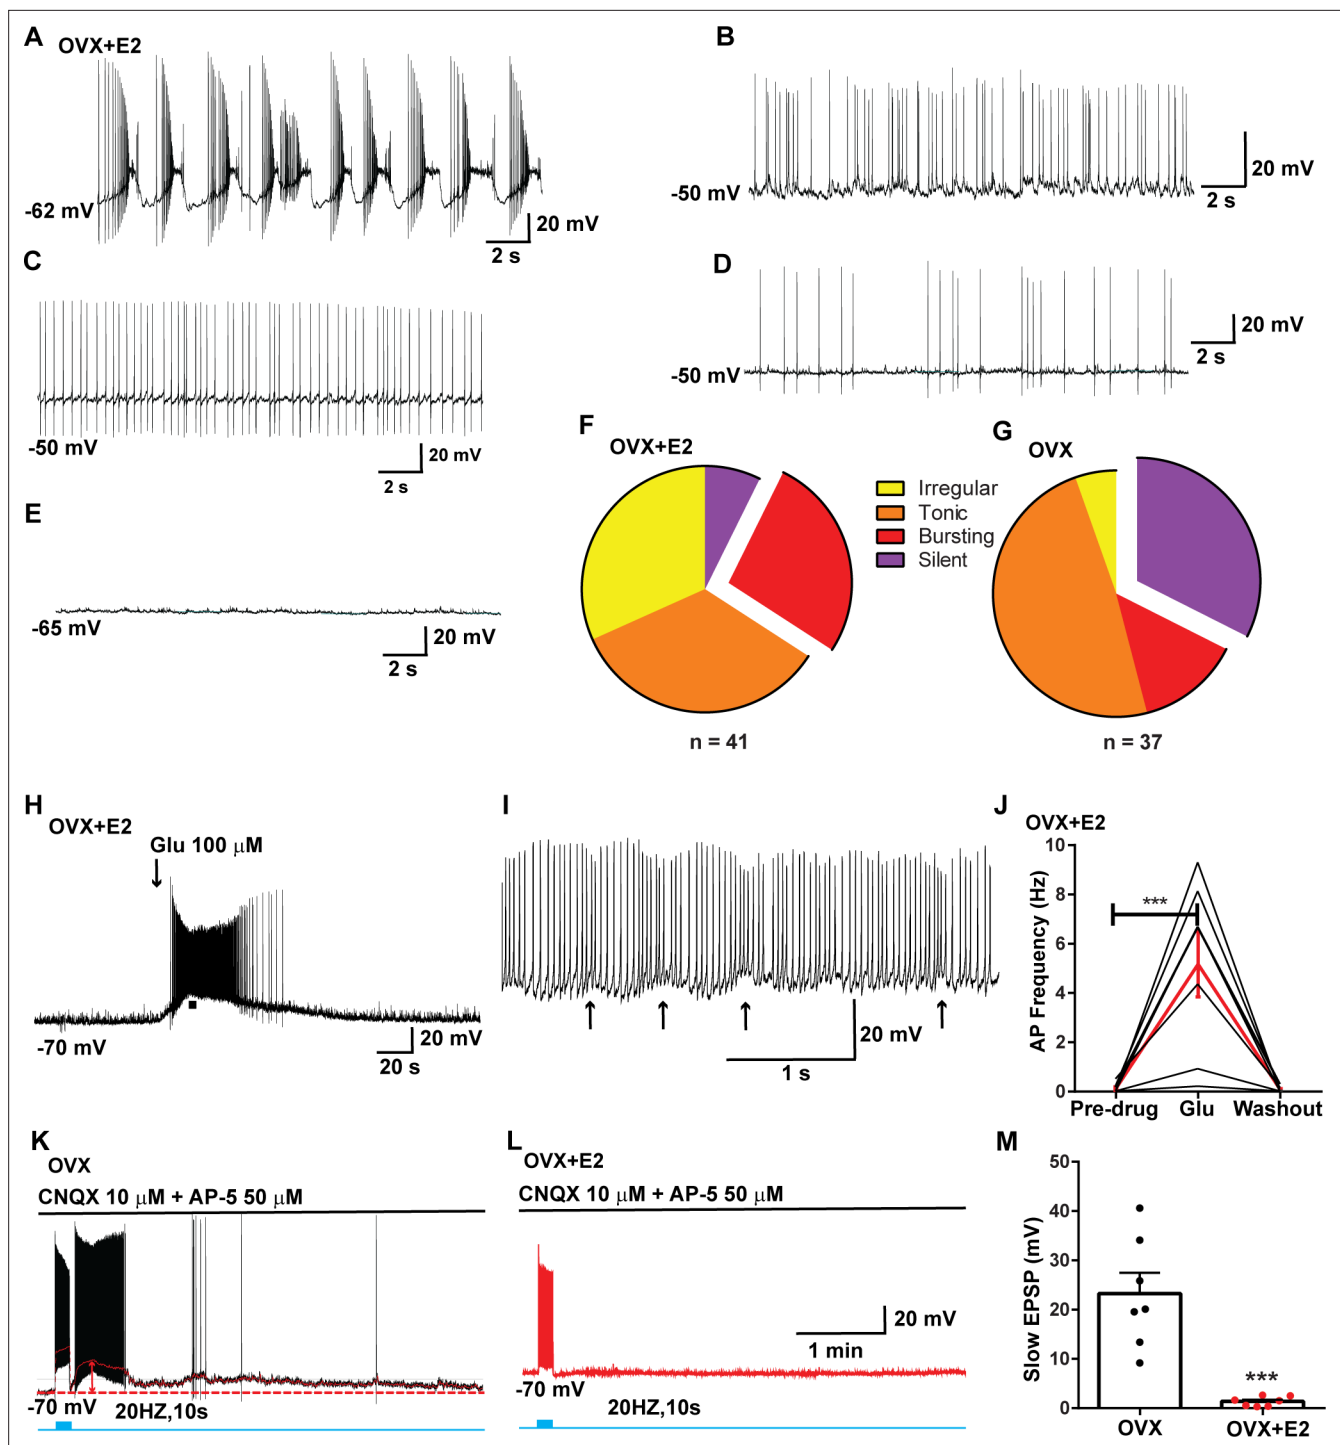 A
OVX+E2
-62 mV
20 mV
2 s
B
-50 mV
20 mV
2 s
C
-50 mV
20 mV
2 s
D
-50 mV
20 mV
2 s
E
-65 mV
20 mV
2 s
F
OVX+E2
n = 41
Irregular
Tonic
Bursting
Silent
G
OVX
n = 37
H
OVX+E2
Glu 100 μM
-70 mV
20 mV
20 s
I
20 mV
1 s
J
OVX+E2
AP Frequency (Hz)
10
8
6
4
2
0
***
Pre-drug Glu Washout
K
OVX
CNQX 10 μM + AP-5 50 μM
-70 mV
20HZ,10s
L
OVX+E2
CNQX 10 μM + AP-5 50 μM
20 mV
1 min
-70 mV
20HZ,10s
M
Slow EPSP (mV)
50
40
30
20
10
0
***
OVX OVX+E2